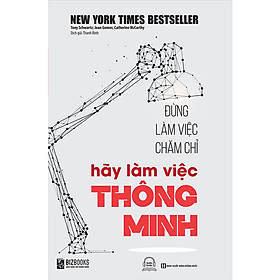 NEW YORK TIMES BESTSELLER
Tony Schwartz, Jean Gomes, Catherine McCarthy
Dịch giả: Thanh Bình
ĐỪNG
LÀM VIỆC
CHĂM CHỈ
hãy làm việc
THÔNG
MINH
BIZBOOKS